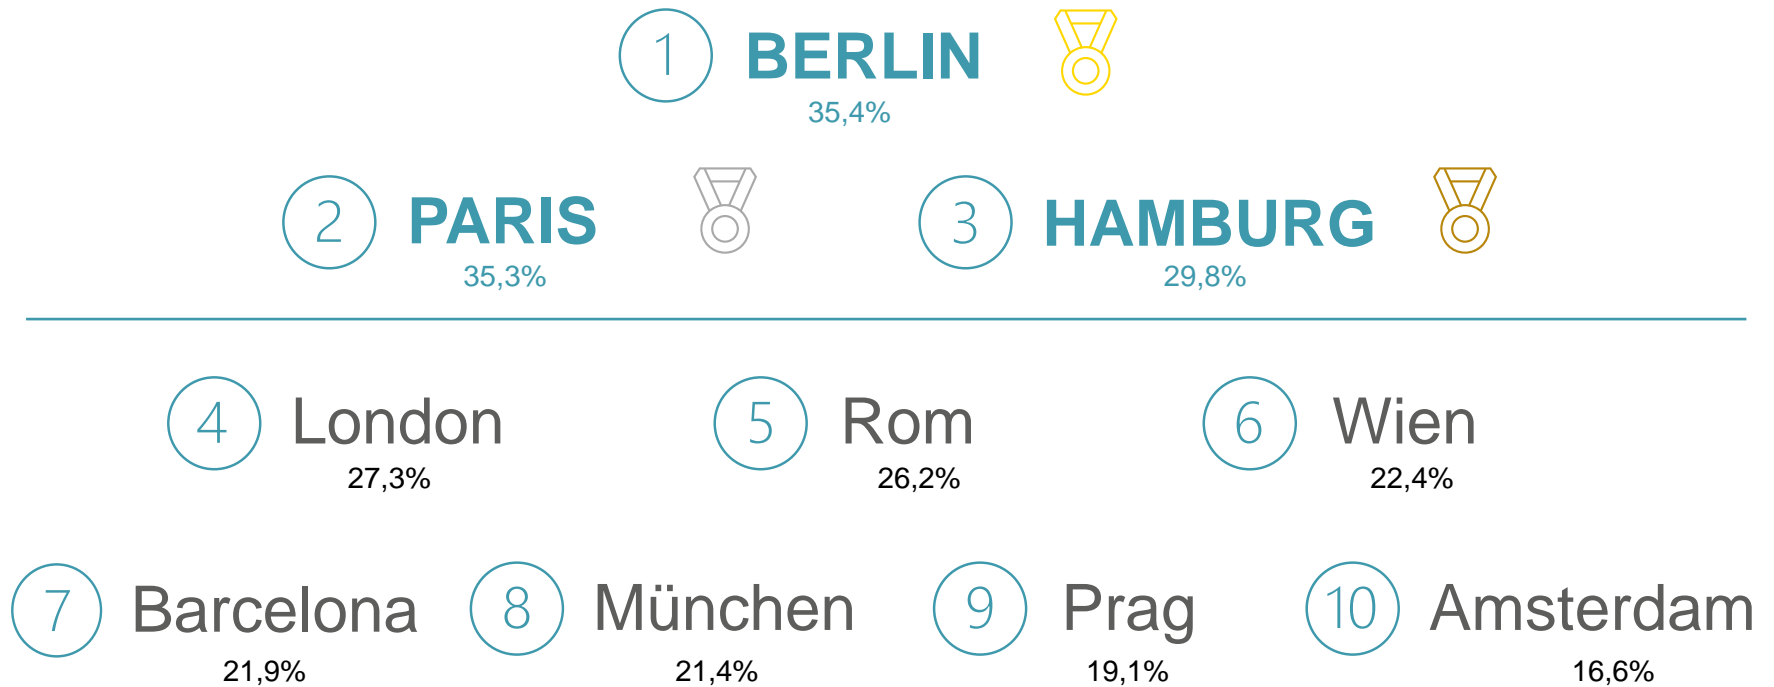 1 BERLIN
35,4%
2 PARIS
35,3%
3 HAMBURG
29,8%
4 London
27,3%
5 Rom
26,2%
6 Wien
22,4%
7 Barcelona
21,9%
8 München
21,4%
9 Prag
19,1%
10 Amsterdam
16,6%